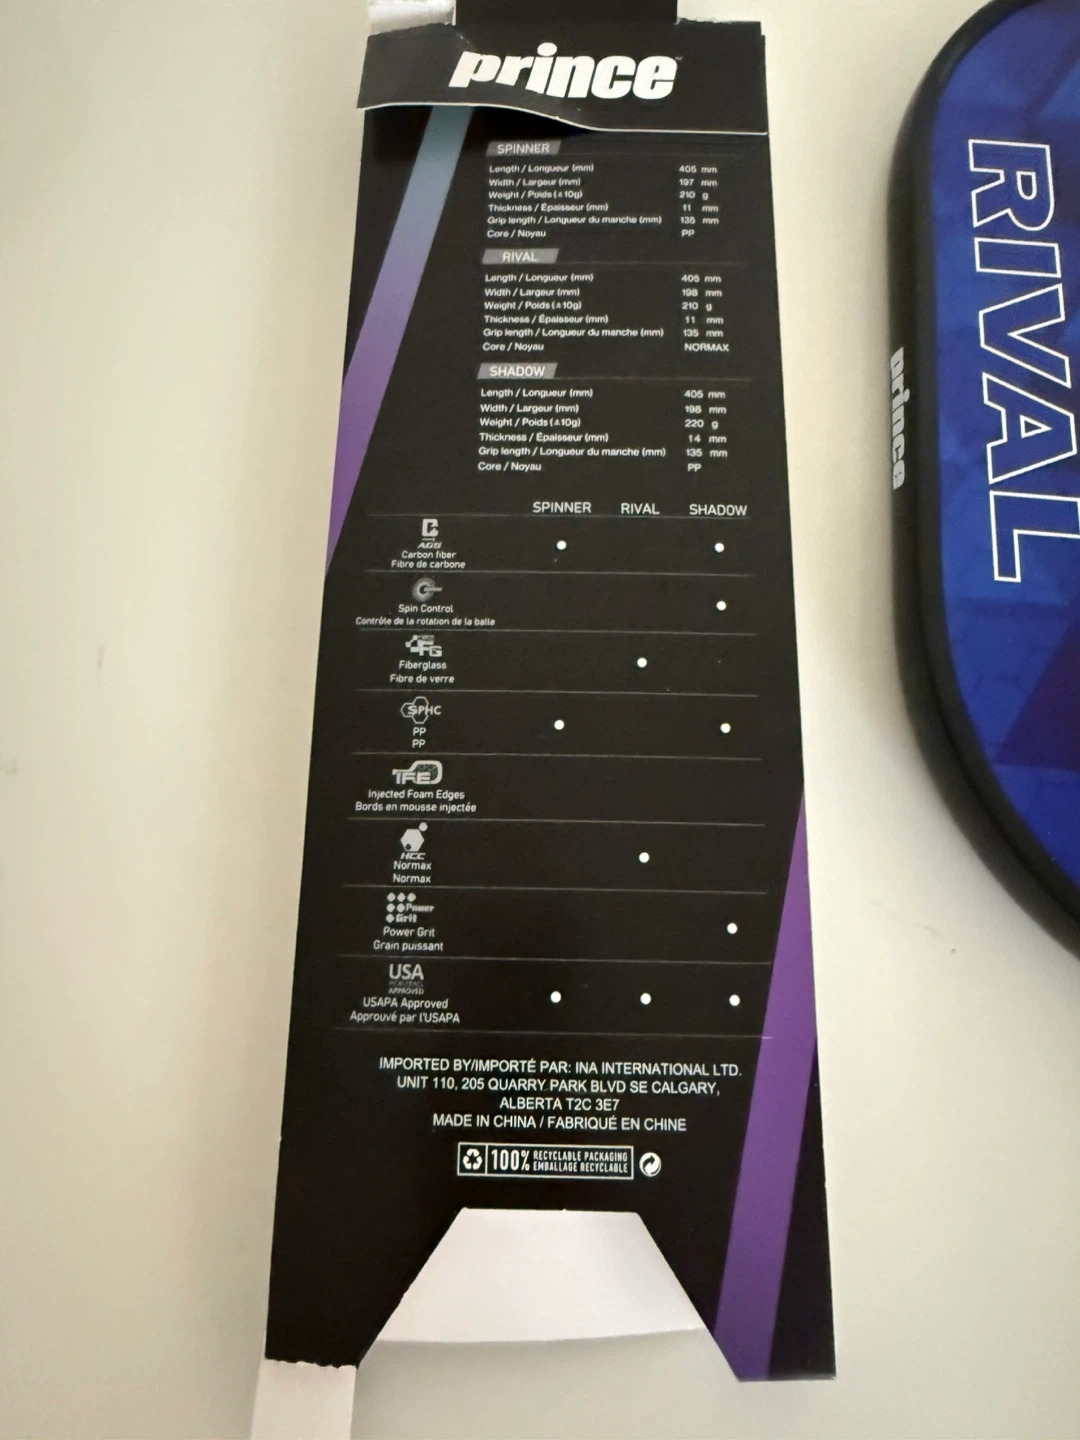 prince
SPINNER
Length / Longueur (mm) 405 mm
Width / Largeur (mm) 197 mm
Weight / Poids (±10g) 210 g
Thickness / Épaisseur (mm) 11 mm
Grip length / Longueur du manche (mm) 135 mm
Core / Noyau PP
RIVAL
Length / Longueur (mm) 405 mm
Width / Largeur (mm) 198 mm
Weight / Poids (±10g) 210 g
Thickness / Épaisseur (mm) 11 mm
Grip length / Longueur du manche (mm) 135 mm
Core / Noyau NORMAX
SHADOW
Length / Longueur (mm) 405 mm
Width / Largeur (mm) 198 mm
Weight / Poids (±10g) 220 g
Thickness / Épaisseur (mm) 14 mm
Grip length / Longueur du manche (mm) 135 mm
Core / Noyau PP
SPINNER RIVAL SHADOW
Carbon fiber
Fibre de carbone
Spin Control
Contrôle de la rotation de la balle
FG
Fiberglass
Fibre de verre
SPHC
PP
PP
TFE
Injected Foam Edges
Bords en mousse injectée
HCC
Normax
Normax
Power
Grit
Power Grit
Grain puissant
USA
PICKLEBALL
APPROVED
USAPA Approved
Approuvé par l'USAPA
IMPORTED BY/IMPORTÉ PAR: INA INTERNATIONAL LTD.
UNIT 110, 205 QUARRY PARK BLVD SE CALGARY,
ALBERTA T2C 3E7
MADE IN CHINA / FABRIQUÉ EN CHINE
100% RECYCLABLE PACKAGING
EMBALLAGE RECYCLABLE
RIVAL
prince